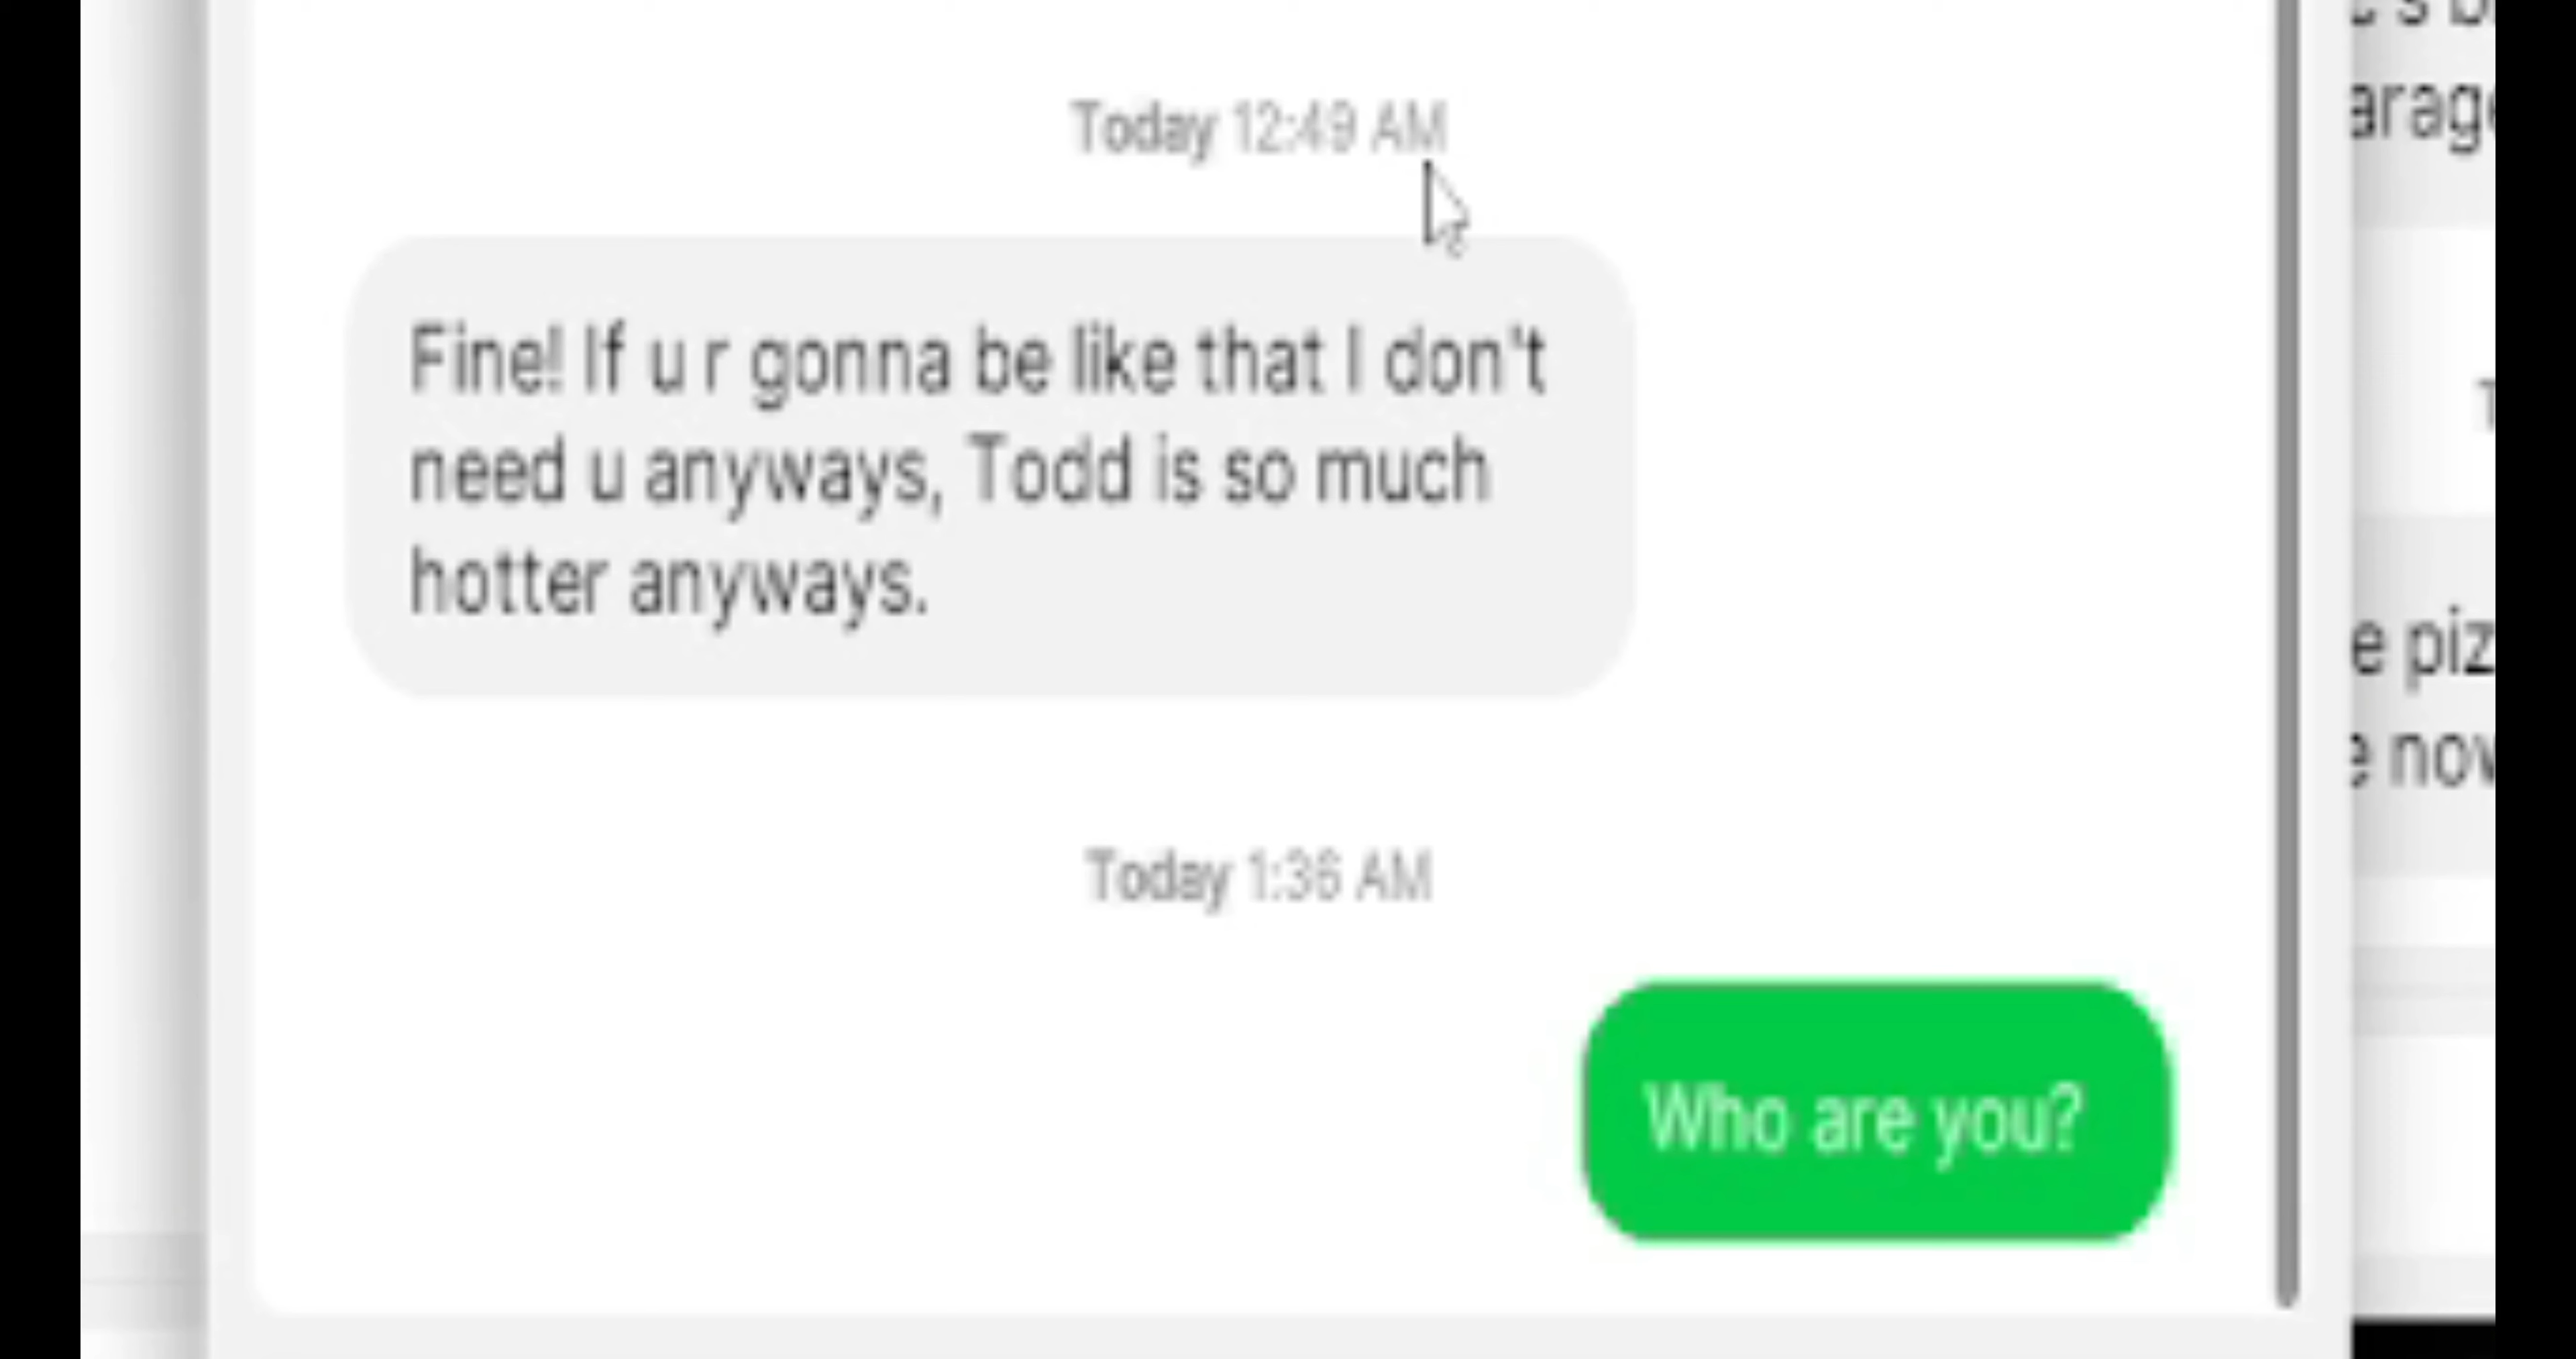 Today 12:49 AM
Fine! If u r gonna be like that I don't
need u anyways, Todd is so much
hotter anyways.
Today 1:36 AM
Who are you?
e
e